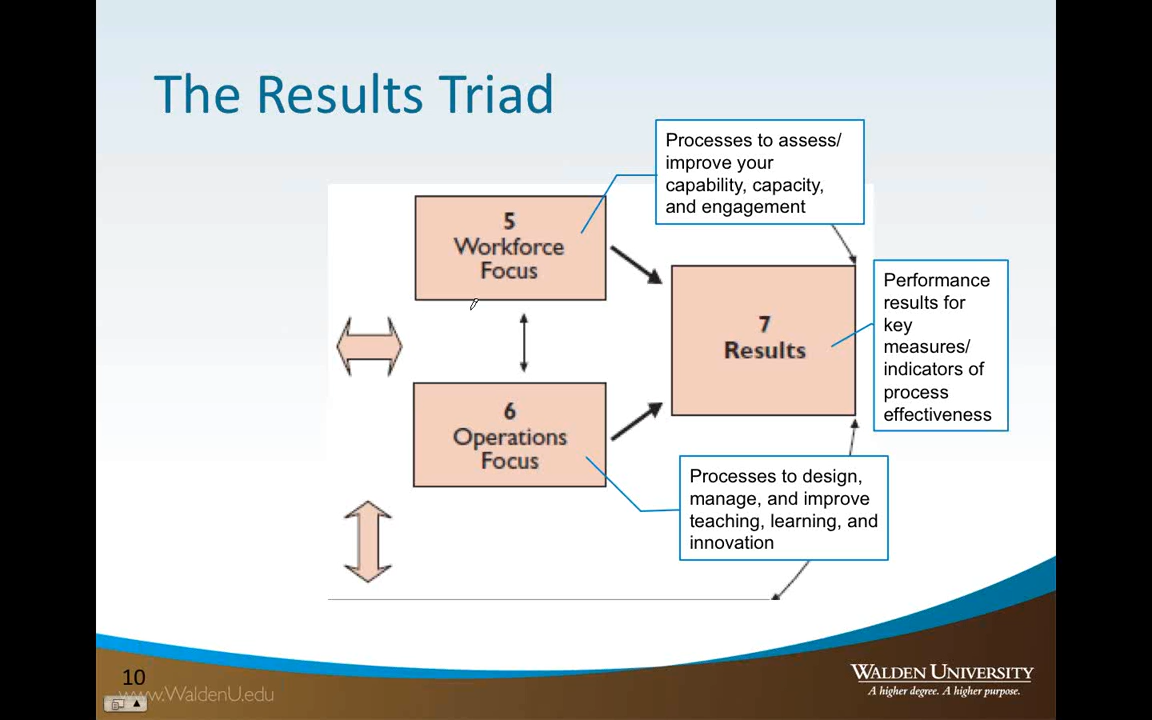 The Results Triad
Processes to assess/
improve your
capability, capacity,
and engagement
5
Workforce
Focus
Performance
results for
key
measures/
indicators of
process
effectiveness
7
Results
6
Operations
Focus
Processes to design,
manage, and improve
teaching, learning, and
innovation
10
www.WaldenU.edu
WALDEN UNIVERSITY
A higher degree. A higher purpose.